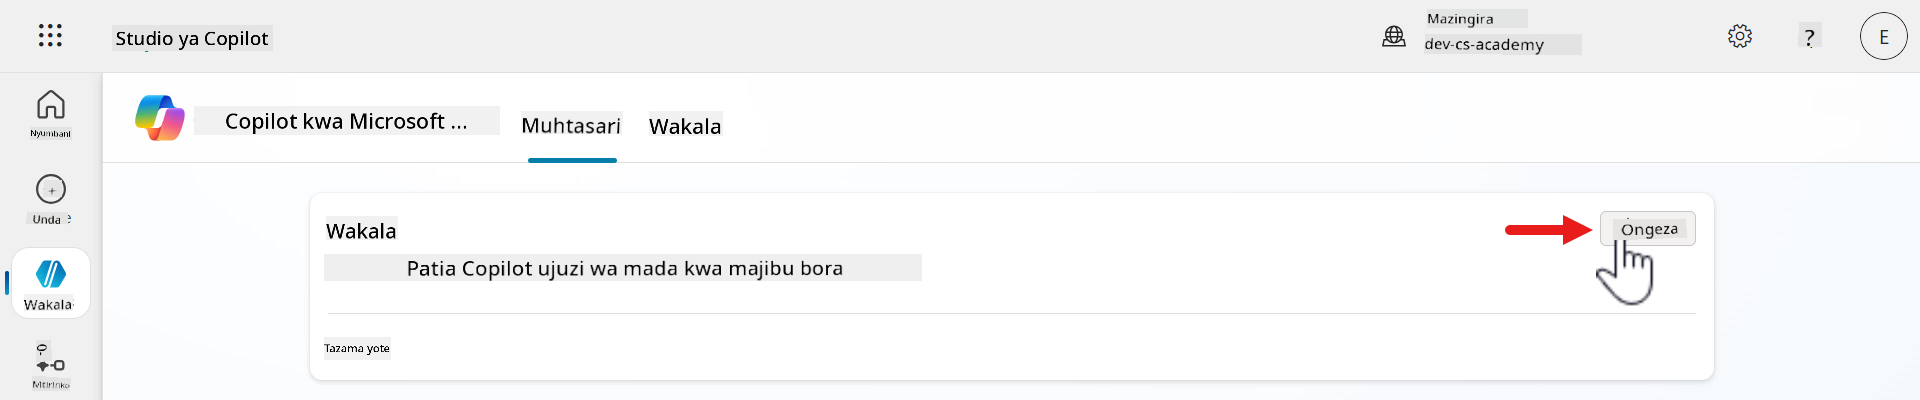 Studio ya Copilot
Mazingira
dev-cs-academy
?
E
Nyumbani
Copilot kwa Microsoft ...
Muhtasari
Wakala
Unda
Wakala
Ongeza
Patia Copilot ujuzi wa mada kwa majibu bora
Wakala
Tazama yote
Mtiririko